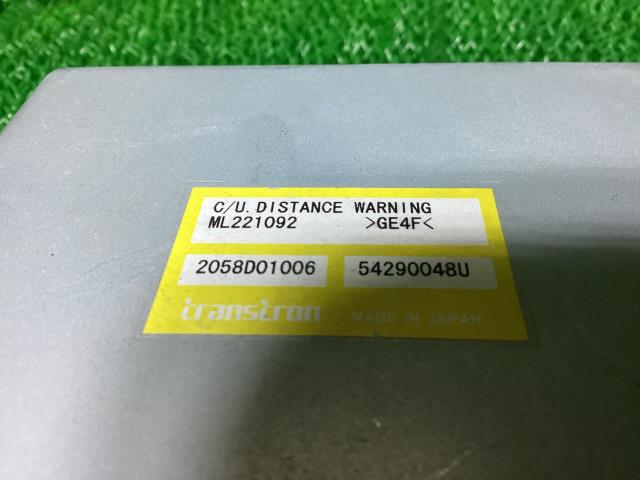 C/U. DISTANCE WARNING
ML221092 >GE4F<
2058D01006 54290048U
transtron MADE IN JAPAN